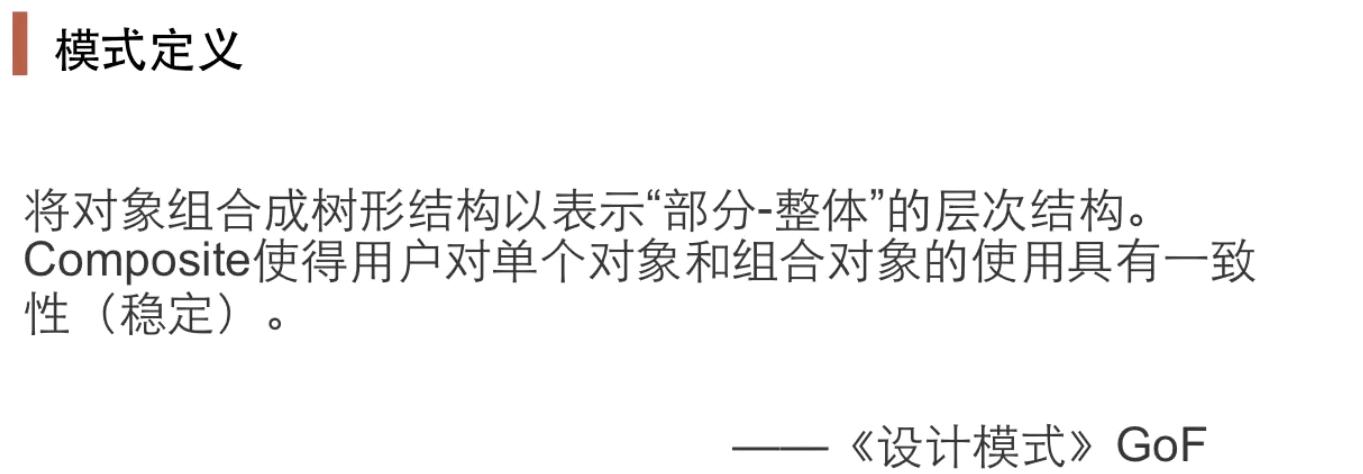 模式定义
将对象组合成树形结构以表示“部分-整体”的层次结构。
Composite使得用户对单个对象和组合对象的使用具有一致
性（稳定）。
——《设计模式》GoF